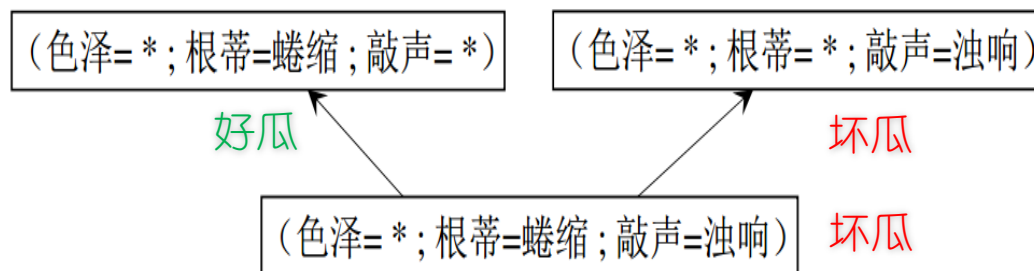 (色泽=*;根蒂=蜷缩;敲声=*)
(色泽=*;根蒂=*;敲声=浊响)
好瓜
坏瓜
(色泽=*;根蒂=蜷缩;敲声=浊响)
坏瓜